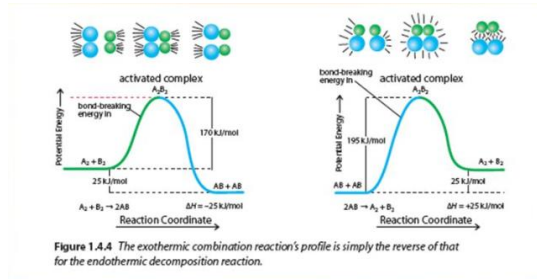 activated complex
A₂B₂
bond-breaking
energy in
Potential Energy
170 kJ/mol
A₂ + B₂
25 kJ/mol
AB + AB
A₂ + B₂ → 2AB
ΔH = –25 kJ/mol
Reaction Coordinate
bond-breaking
energy in
activated complex
A₂B₂
Potential Energy
195 kJ/mol
A₂ + B₂
AB + AB
25 kJ/mol
2AB → A₂ + B₂
ΔH = +25 kJ/mol
Reaction Coordinate
Figure 1.4.4 The exothermic combination reaction's profile is simply the reverse of that
for the endothermic decomposition reaction.